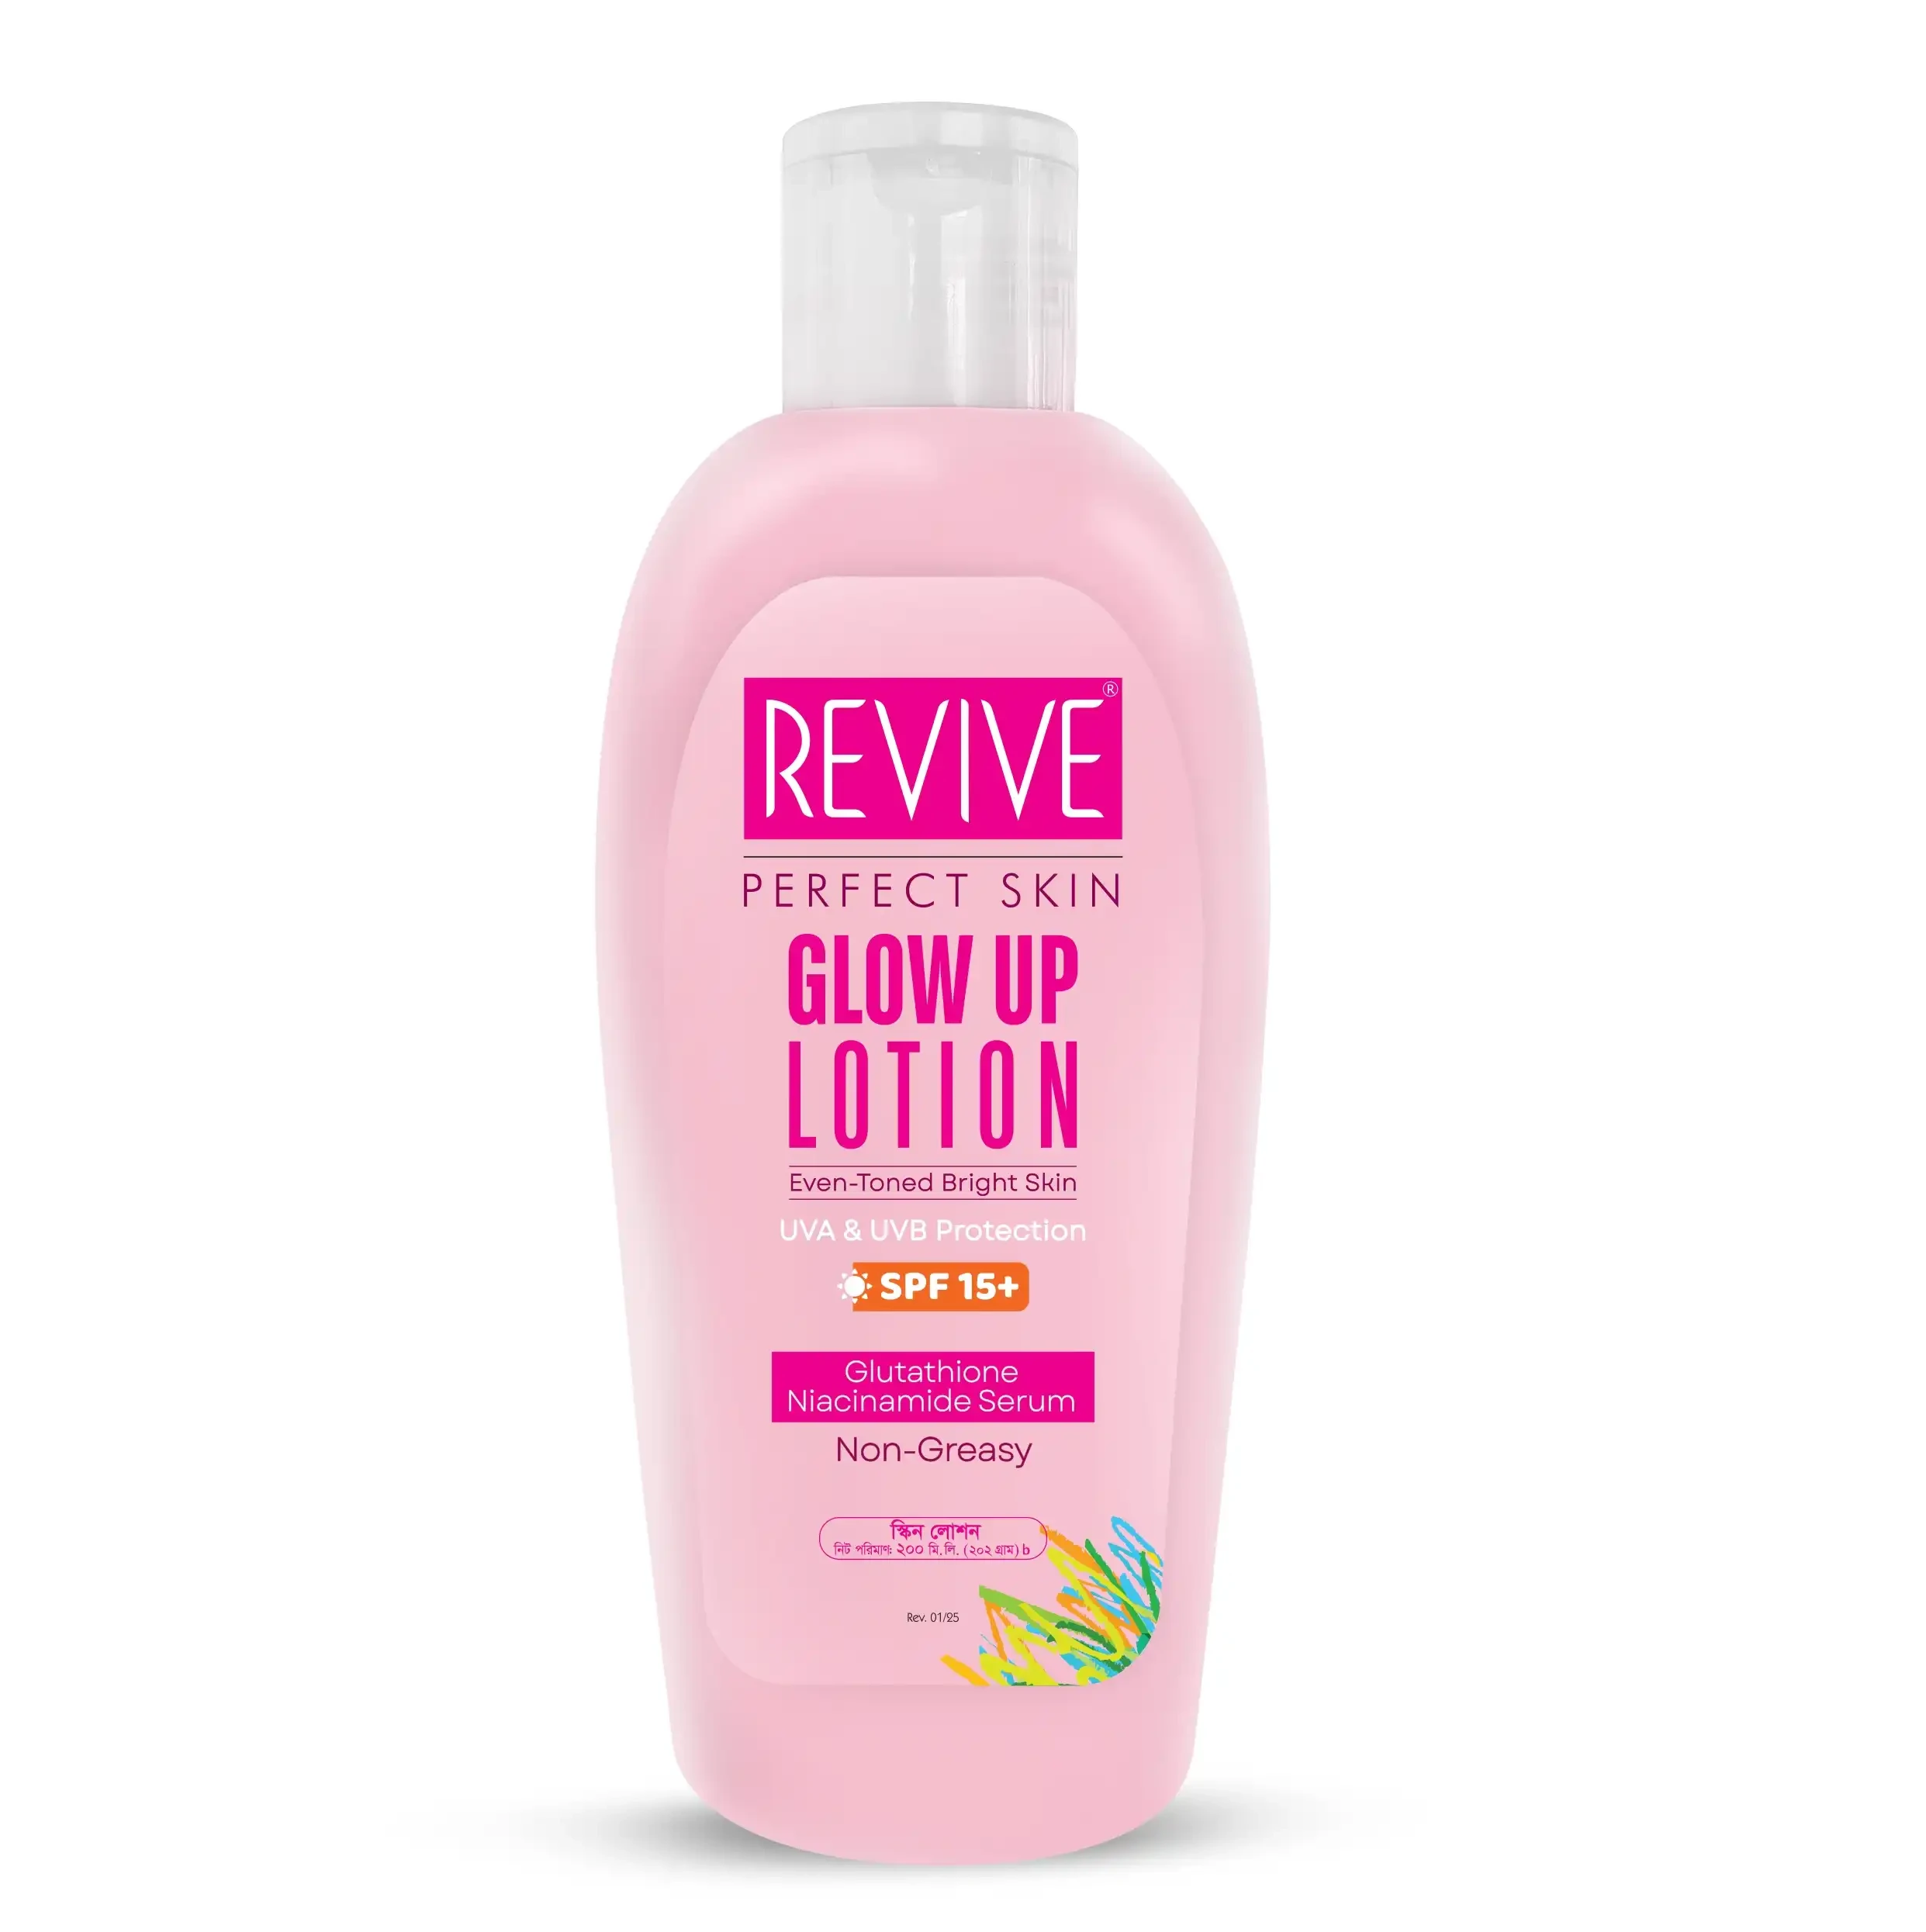 REVIVE®
PERFECT SKIN
GLOW UP
LOTION
Even-Toned Bright Skin
UVA & UVB Protection
SPF 15+
Glutathione
Niacinamide Serum
Non-Greasy
স্কিন লোশন
নিট পরিমাণ: ২০০ মি.লি. (২০২ গ্রাম) b
Rev. 01/25